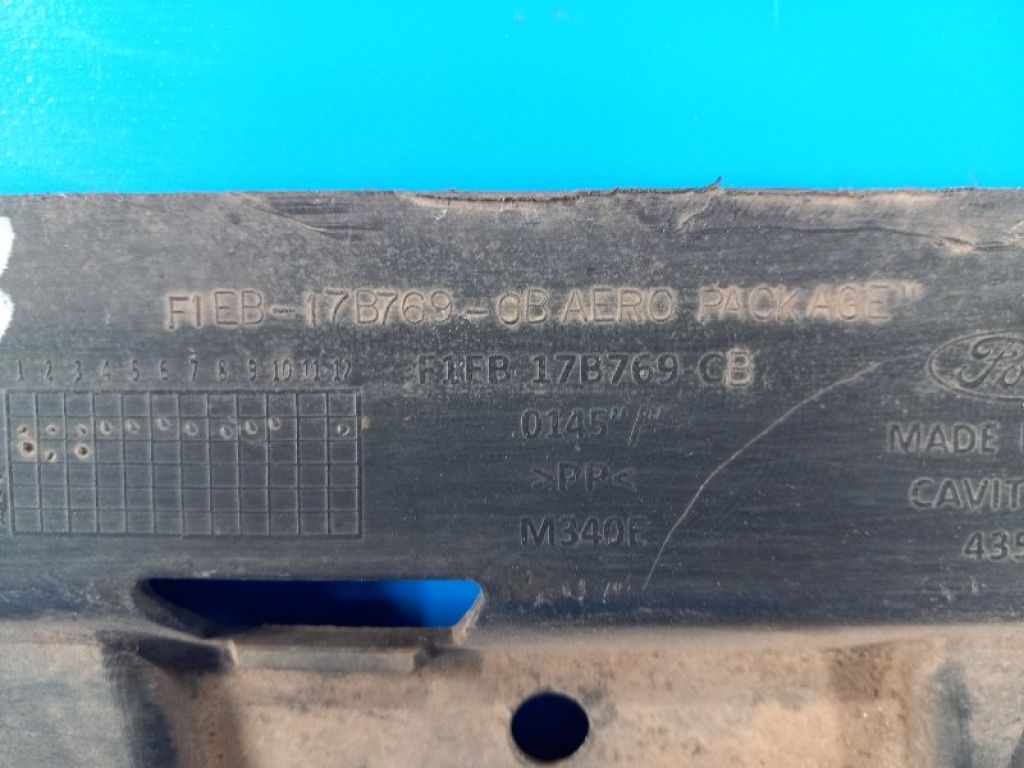 F1EB-17B769-CB AERO PACKAGE"
F1EB 17B769 CB
1 2 3 4 5 6 7 8 9 10 11 12
.0145"/"
>PP<
M340E
Ford
MADE
CAVIT
435